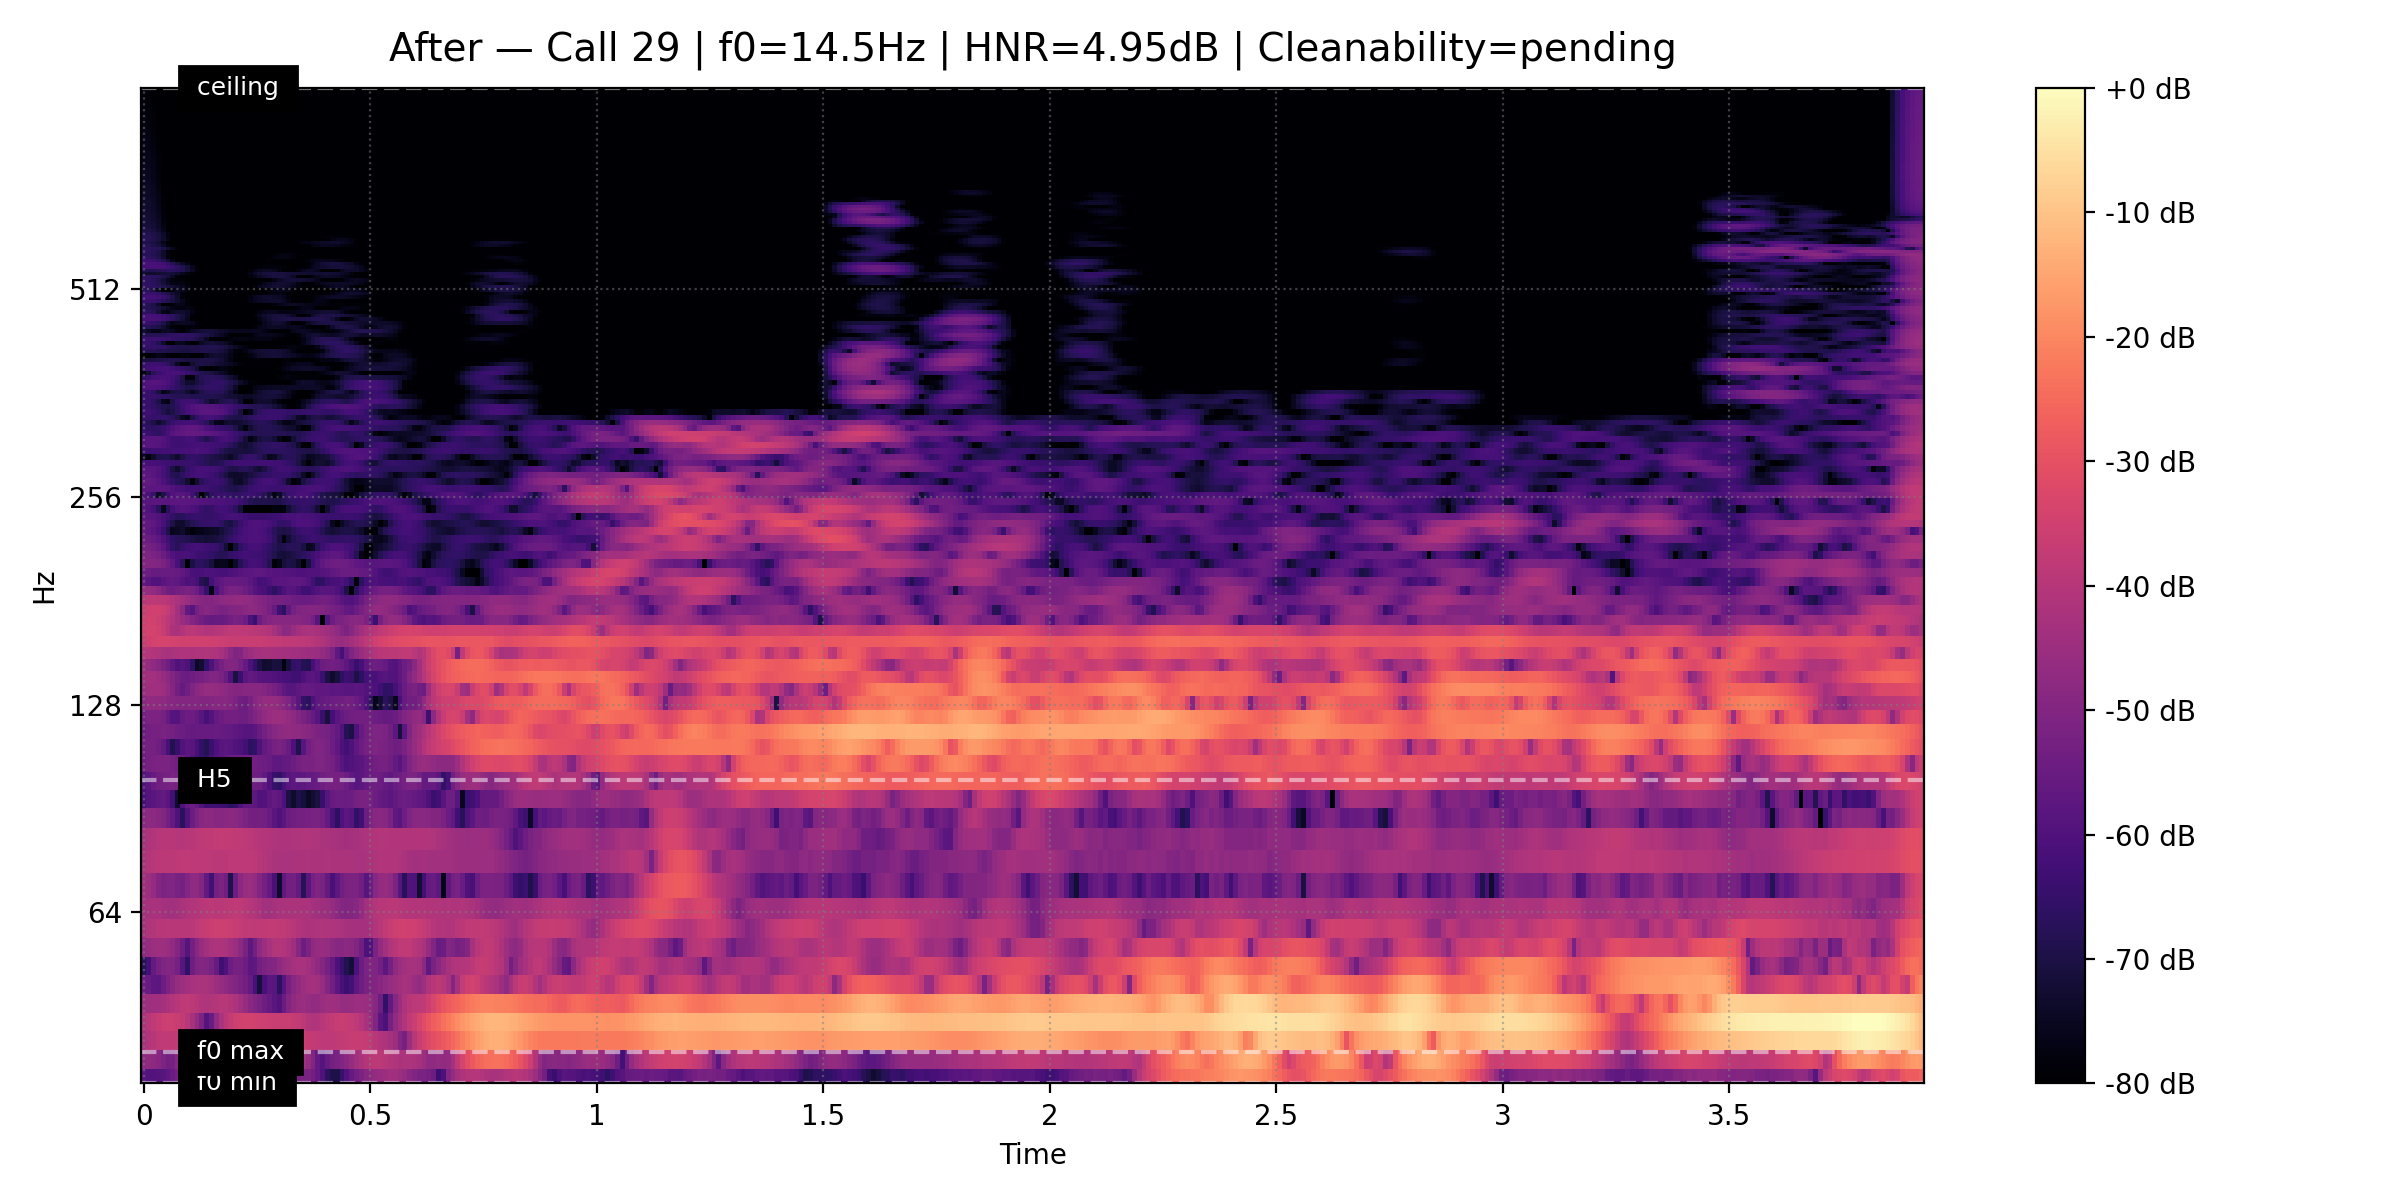 After — Call 29 | f0=14.5Hz | HNR=4.95dB | Cleanability=pending
ceiling
+0 dB
-10 dB
-20 dB
-30 dB
-40 dB
-50 dB
-60 dB
-70 dB
-80 dB
Hz
512
256
128
64
H5
f0 max
f0 min
0
0.5
1
1.5
2
2.5
3
3.5
Time